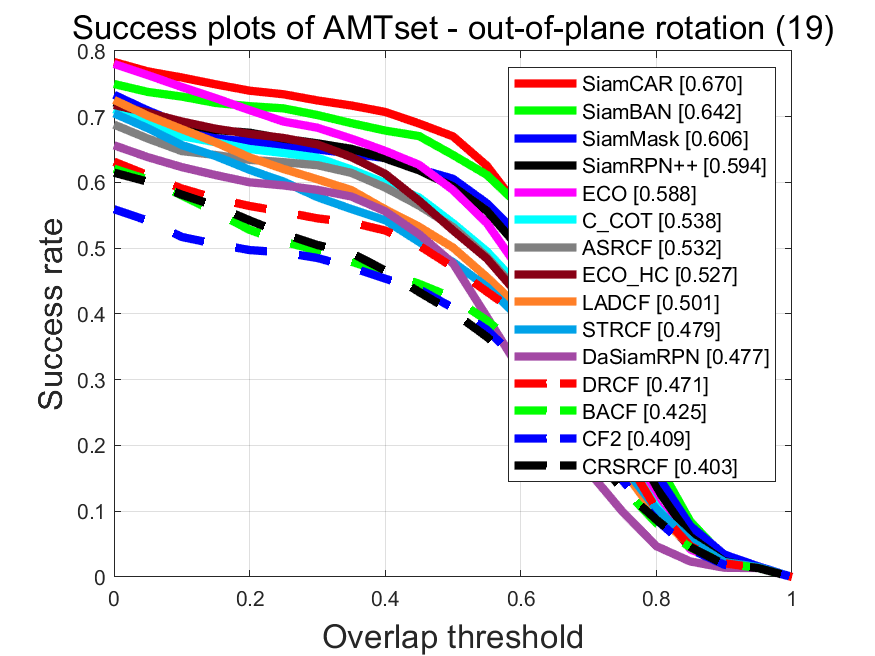 Success plots of AMTset - out-of-plane rotation (19)
0.8
0.7
0.6
0.5
0.4
0.3
0.2
0.1
0
Success rate
SiamCAR [0.670]
SiamBAN [0.642]
SiamMask [0.606]
SiamRPN++ [0.594]
ECO [0.588]
C_COT [0.538]
ASRCF [0.532]
ECO_HC [0.527]
LADCF [0.501]
STRCF [0.479]
DaSiamRPN [0.477]
DRCF [0.471]
BACF [0.425]
CF2 [0.409]
CRSRCF [0.403]
0 0.2 0.4 0.6 0.8 1
Overlap threshold